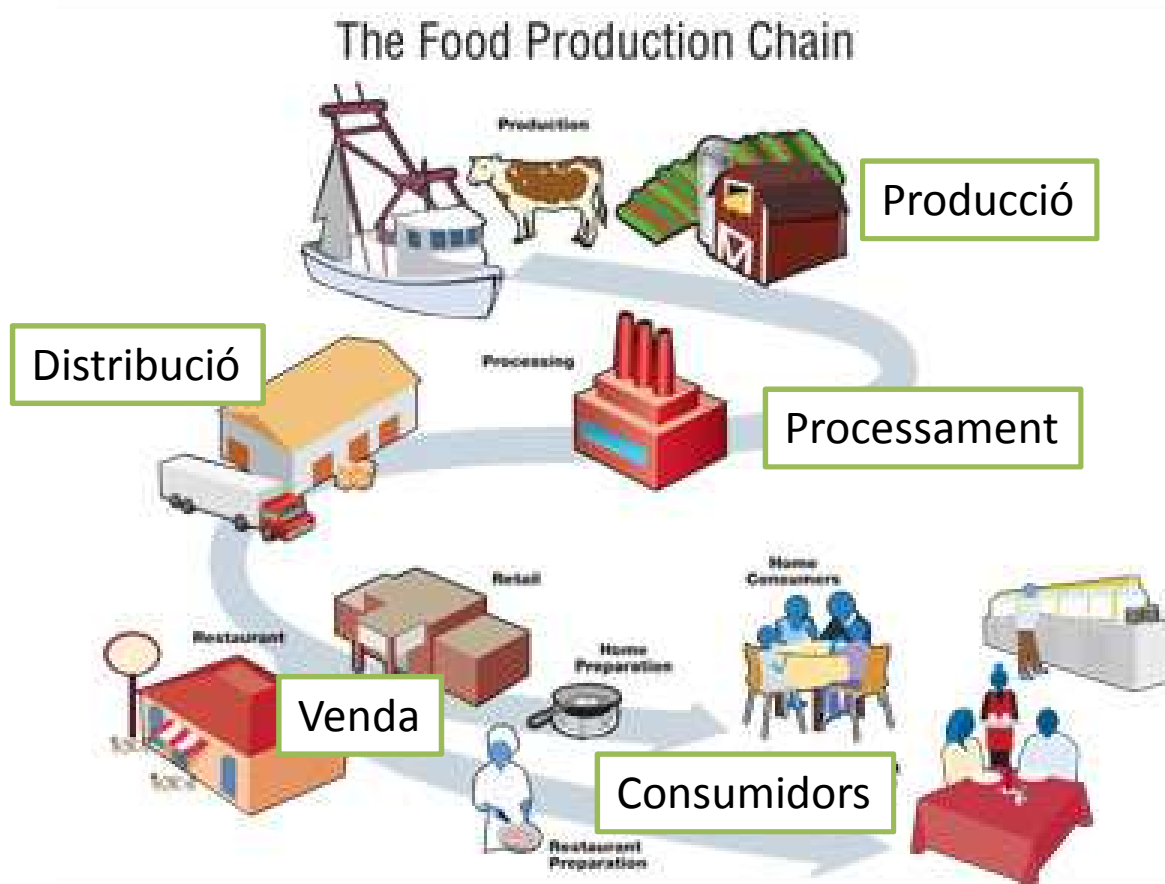 The Food Production Chain
Production
Producció
Distribució
Processing
Processament
Retail
Home
Consumers
Restaurant
Home
Preparation
Venda
Consumidors
Restaurant
Preparation